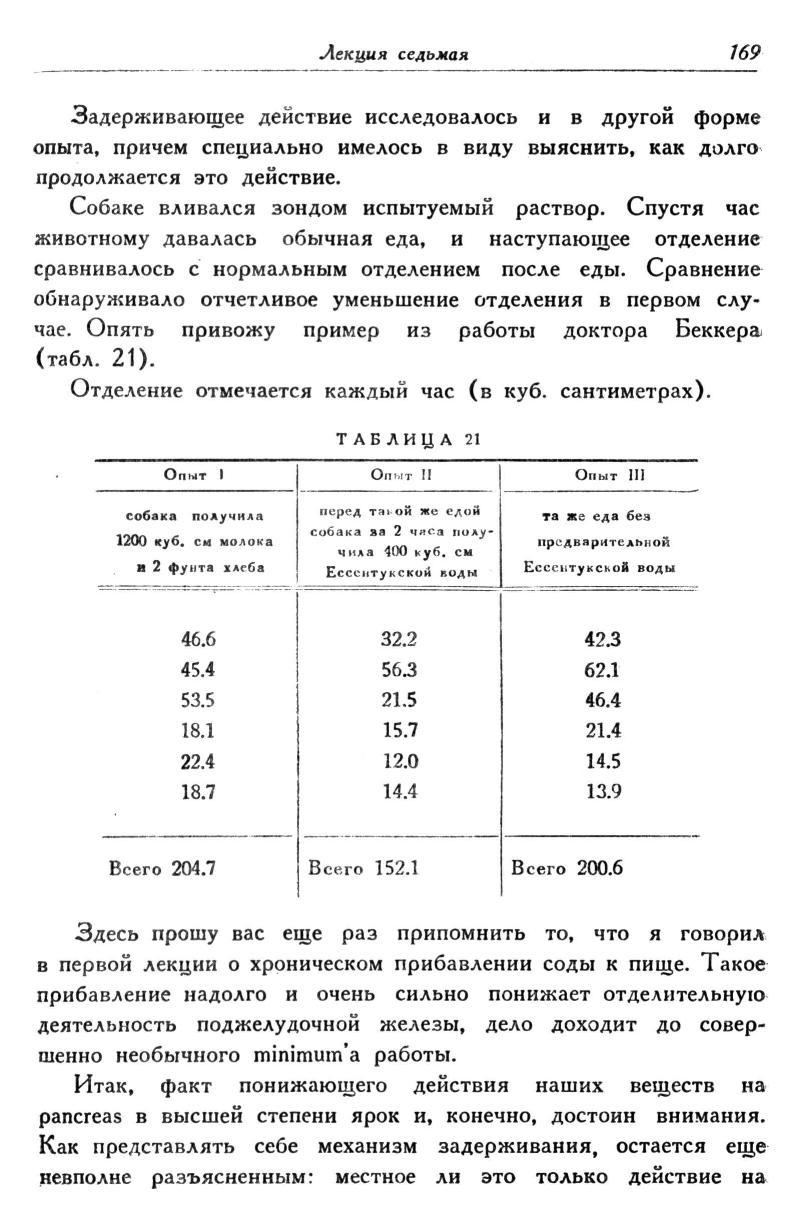 Лекция седьмая 169
Задерживающее действие исследовалось и в другой форме
опыта, причем специально имелось в виду выяснить, как долго
продолжается это действие.
Собаке вливался зондом испытуемый раствор. Спустя час
животному давалась обычная еда, и наступающее отделение
сравнивалось с нормальным отделением после еды. Сравнение
обнаруживало отчетливое уменьшение отделения в первом слу-
чае. Опять привожу пример из работы доктора Беккера
(табл. 21).
Отделение отмечается каждый час (в куб. сантиметрах).
ТАБЛИЦА 21
Опыт I Опыт II Опыт III
собака получила
1200 куб. см молока
и 2 фунта хлеба
перед такой же едой
собака за 2 часа полу-
чила 400 куб. см
Ессентукской воды
та же еда без
предварительной
Ессентукской воды
46.6 32.2 42.3
45.4 56.3 62.1
53.5 21.5 46.4
18.1 15.7 21.4
22.4 12.0 14.5
18.7 14.4 13.9
Всего 204.7 Всего 152.1 Всего 200.6
Здесь прошу вас еще раз припомнить то, что я говорил
в первой лекции о хроническом прибавлении соды к пище. Такое
прибавление надолго и очень сильно понижает отделительную
деятельность поджелудочной железы, дело доходит до совер-
шенно необычного minimum'а работы.
Итак, факт понижающего действия наших веществ на
pancreas в высшей степени ярок и, конечно, достоин внимания.
Как представлять себе механизм задерживания, остается еще
невполне разъясненным: местное ли это только действие на